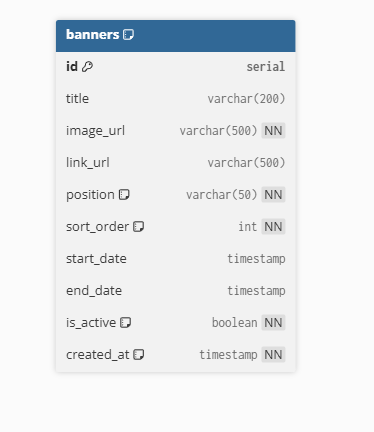 banners
id serial
title varchar(200)
image_url varchar(500) NN
link_url varchar(500)
position varchar(50) NN
sort_order int NN
start_date timestamp
end_date timestamp
is_active boolean NN
created_at timestamp NN